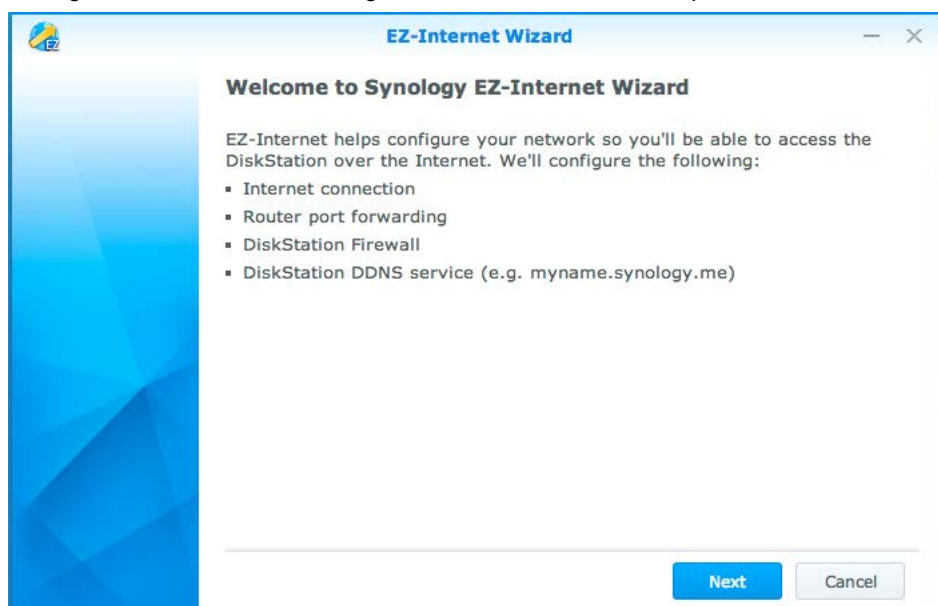 EZ-Internet Wizard
EZ
Welcome to Synology EZ-Internet Wizard
EZ-Internet helps configure your network so you'll be able to access the
DiskStation over the Internet. We'll configure the following:
▪ Internet connection
▪ Router port forwarding
▪ DiskStation Firewall
▪ DiskStation DDNS service (e.g. myname.synology.me)
Next
Cancel